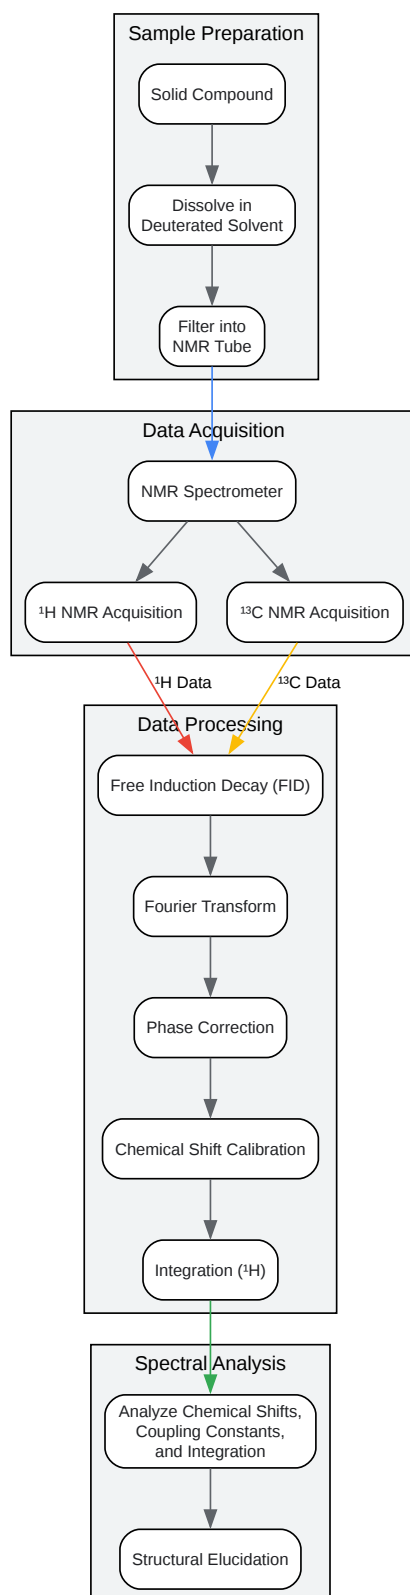 Sample Preparation
Solid Compound
Dissolve in
Deuterated Solvent
Filter into
NMR Tube
Data Acquisition
NMR Spectrometer
¹H NMR Acquisition
¹³C NMR Acquisition
¹H Data
¹³C Data
Data Processing
Free Induction Decay (FID)
Fourier Transform
Phase Correction
Chemical Shift Calibration
Integration (¹H)
Spectral Analysis
Analyze Chemical Shifts,
Coupling Constants,
and Integration
Structural Elucidation